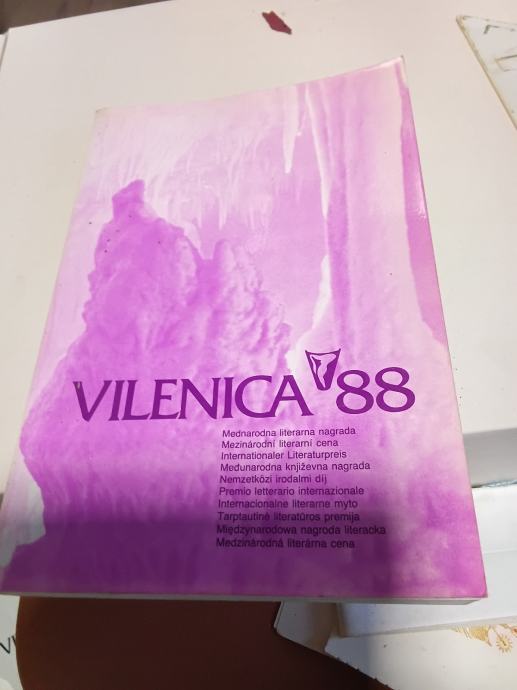 VILENICA '88
Mednarodna literarna nagrada
Mezinárodní literarní cena
Internationaler Literaturpreis
Međunarodna književna nagrada
Nemzetközi irodalmi díj
Premio letterario internazionale
Internacionalne literarne myto
Tarptautinė literatūros premija
Międzynarodowa nagroda literacka
Medzinárodná literárna cena